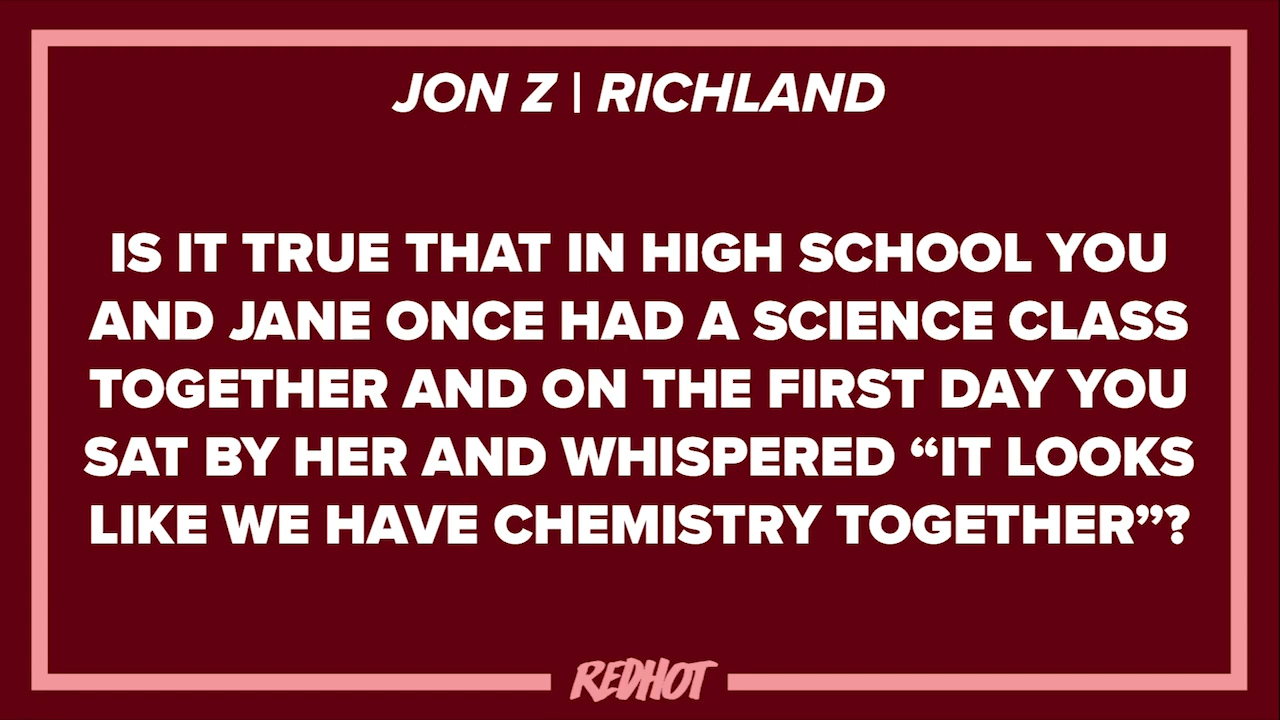 JON Z | RICHLAND
IS IT TRUE THAT IN HIGH SCHOOL YOU
AND JANE ONCE HAD A SCIENCE CLASS
TOGETHER AND ON THE FIRST DAY YOU
SAT BY HER AND WHISPERED “IT LOOKS
LIKE WE HAVE CHEMISTRY TOGETHER”?
REDHOT